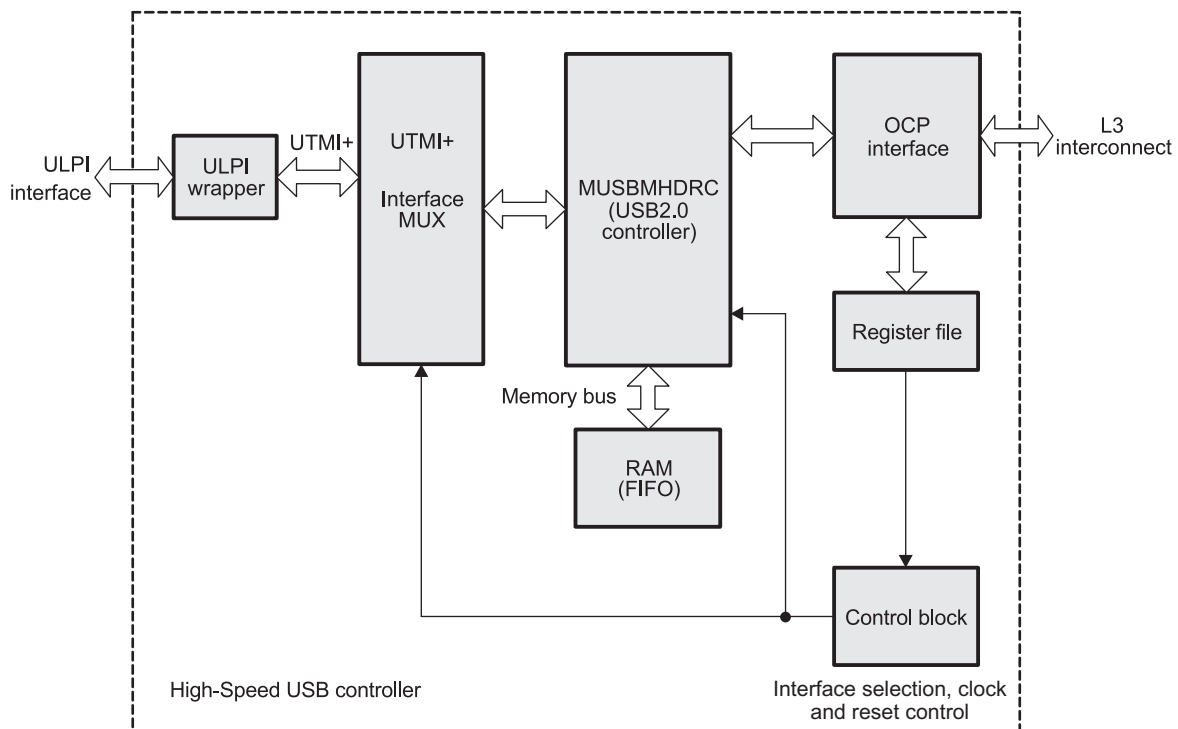 ULPI
interface
ULPI
wrapper
UTMI+
UTMI+
Interface
MUX
MUSBMHDRC
(USB2.0
controller)
OCP
interface
L3
interconnect
Register file
Memory bus
RAM
(FIFO)
Control block
High-Speed USB controller
Interface selection, clock
and reset control